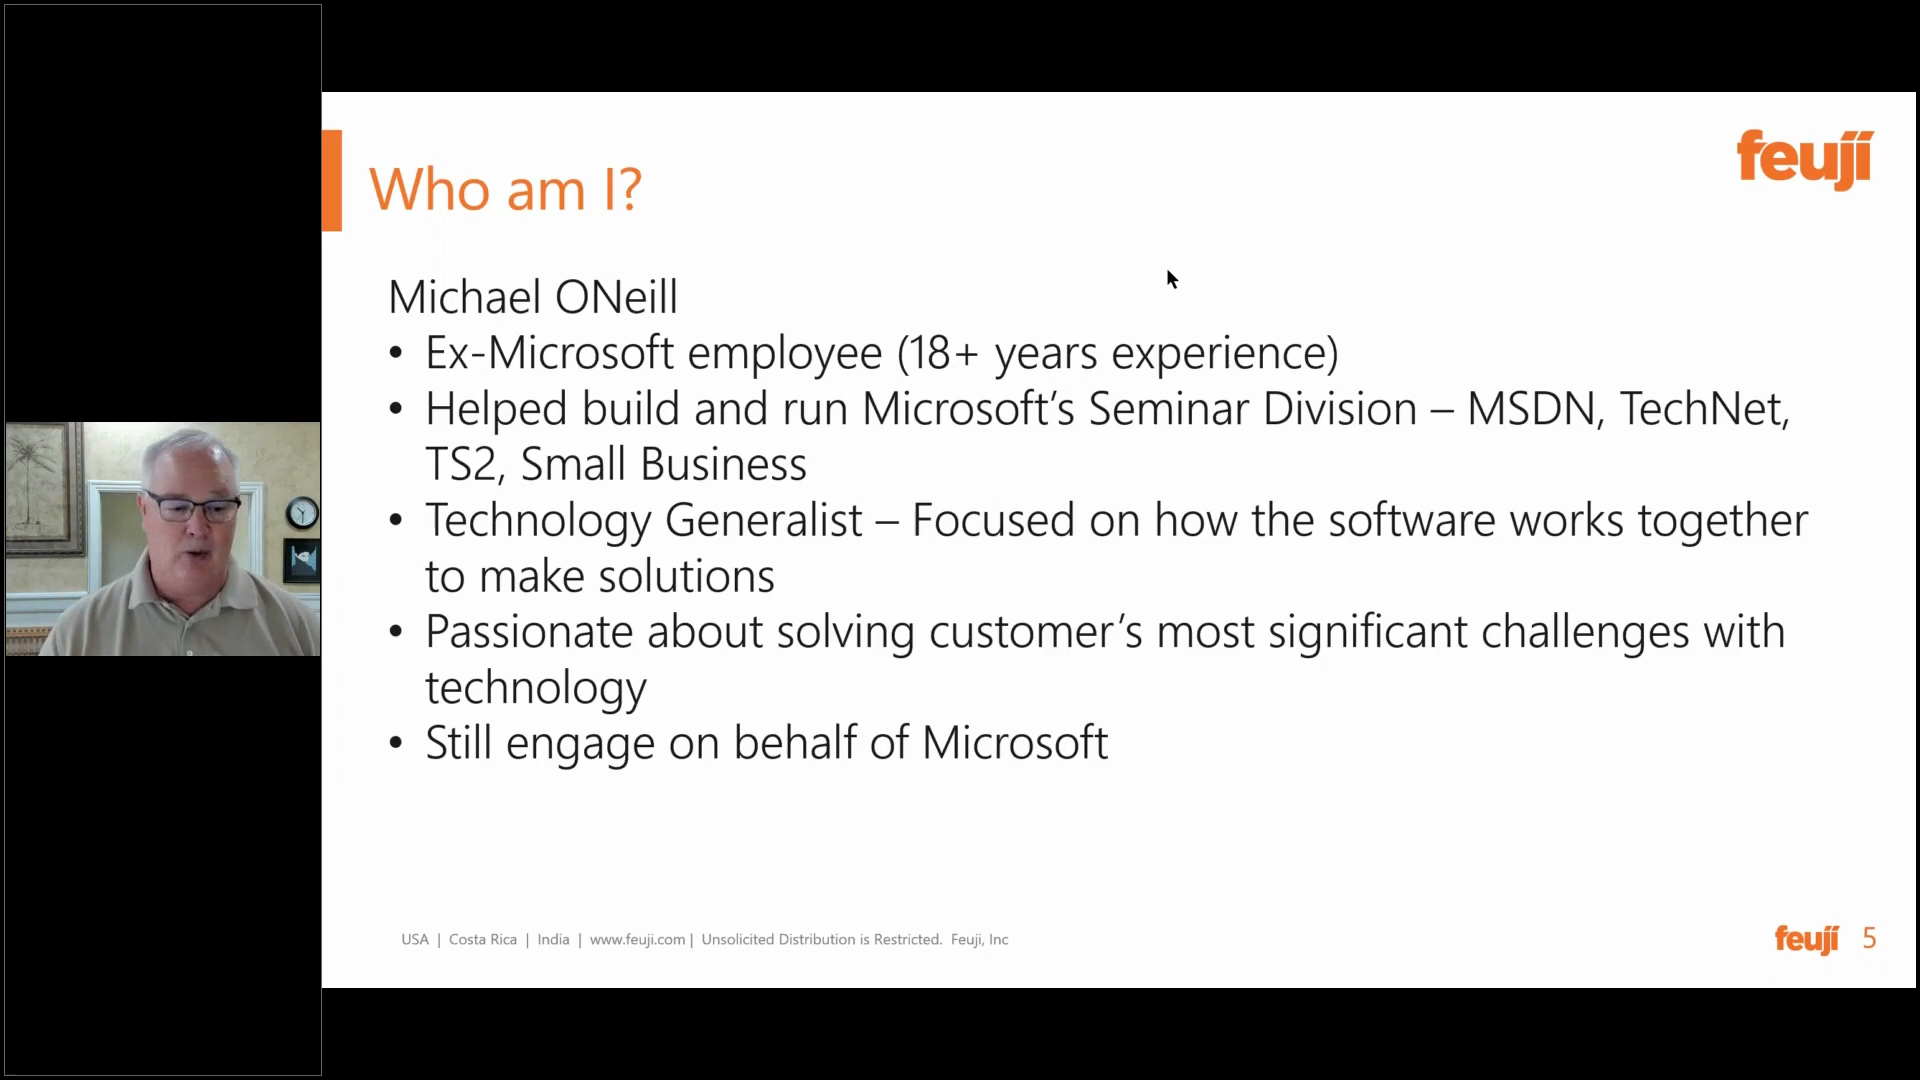 feuji
Who am I?
Michael ONeill
• Ex-Microsoft employee (18+ years experience)
• Helped build and run Microsoft’s Seminar Division – MSDN, TechNet,
TS2, Small Business
• Technology Generalist – Focused on how the software works together
to make solutions
• Passionate about solving customer’s most significant challenges with
technology
• Still engage on behalf of Microsoft
USA | Costa Rica | India | www.feuji.com | Unsolicited Distribution is Restricted. Feuji, Inc
feuji 5